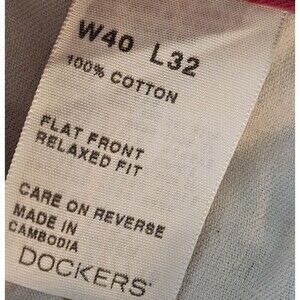 W40 L32
100% COTTON
FLAT FRONT
RELAXED FIT
CARE ON REVERSE
MADE IN
CAMBODIA
DOCKERS®